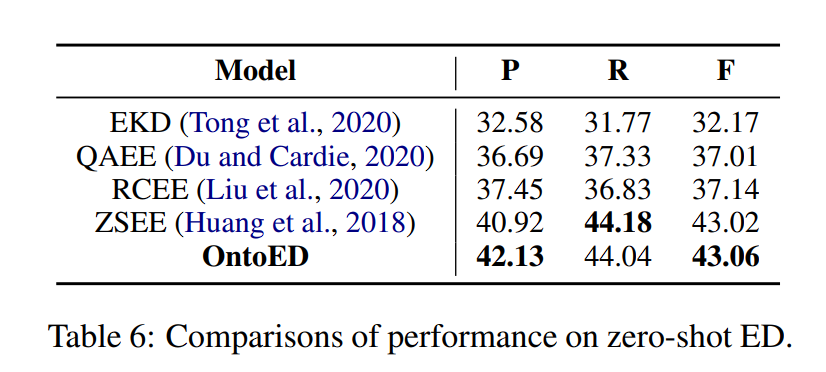 Model P R F
EKD (Tong et al., 2020) 32.58 31.77 32.17
QAEE (Du and Cardie, 2020) 36.69 37.33 37.01
RCEE (Liu et al., 2020) 37.45 36.83 37.14
ZSEE (Huang et al., 2018) 40.92 44.18 43.02
OntoED 42.13 44.04 43.06
Table 6: Comparisons of performance on zero-shot ED.